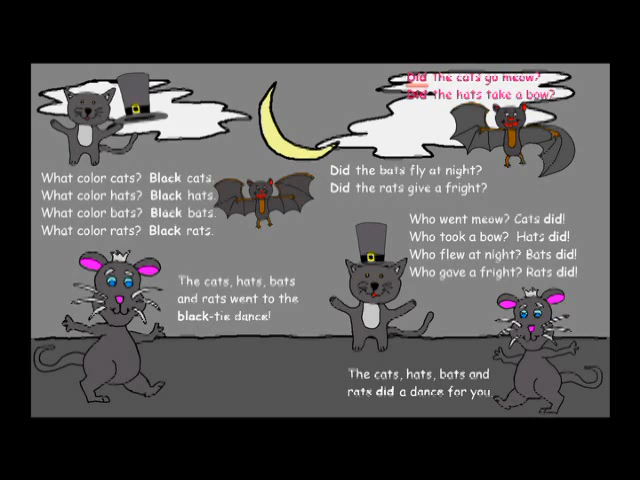 What color cats? Black cats.
What color hats? Black hats.
What color bats? Black bats.
What color rats? Black rats.
The cats, hats, bats
and rats went to the
black-tie dance!
Did the cats go meow?
Did the hats take a bow?
Did the bats fly at night?
Did the rats give a fright?
Who went meow? Cats did!
Who took a bow? Hats did!
Who flew at night? Bats did!
Who gave a fright? Rats did!
The cats, hats, bats and
rats did a dance for you